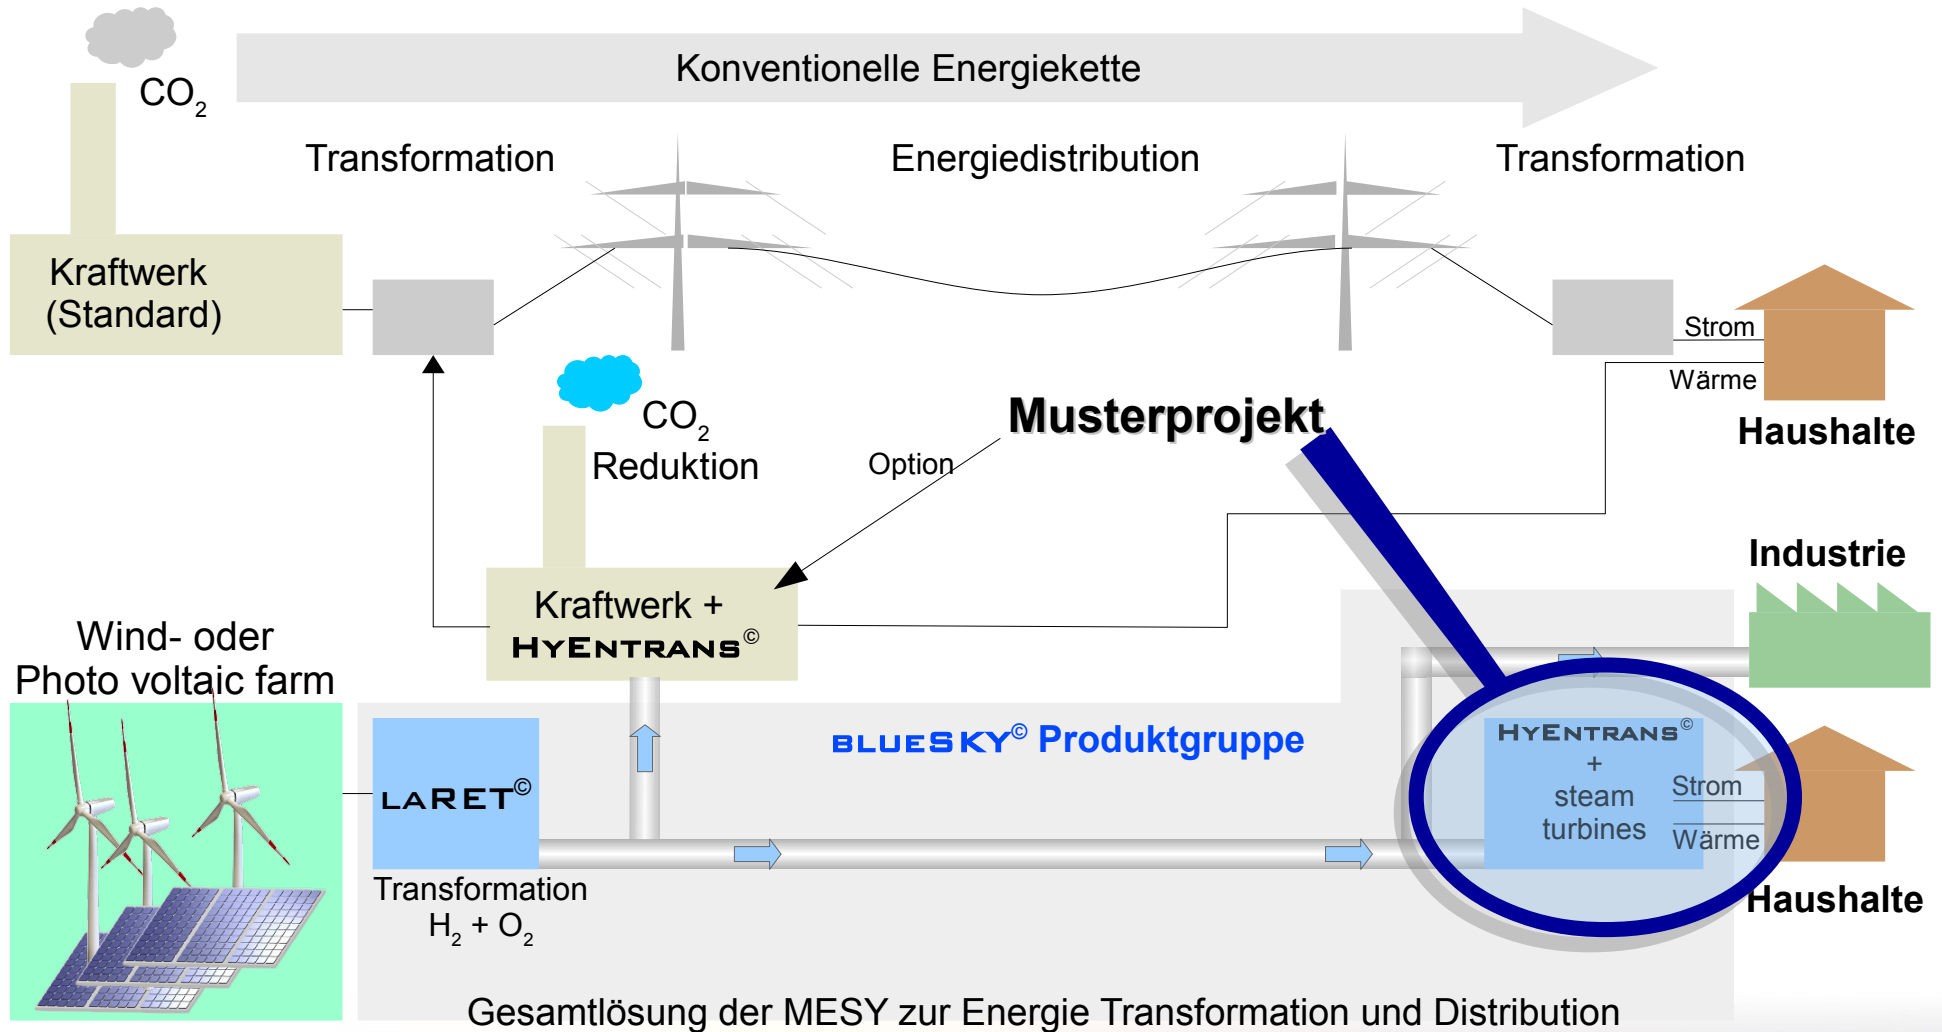 Konventionelle Energiekette
CO₂
Transformation
Energiedistribution
Transformation
Kraftwerk
(Standard)
Strom
Wärme
Haushalte
CO₂
Reduktion
Musterprojekt
Option
Industrie
Kraftwerk +
HYENTRANS©
Wind- oder
Photo voltaic farm
BLUESKY© Produktgruppe
LARET©
HYENTRANS©
+
steam
turbines
Strom
Wärme
Transformation
H₂ + O₂
Haushalte
Gesamtlösung der MESY zur Energie Transformation und Distribution